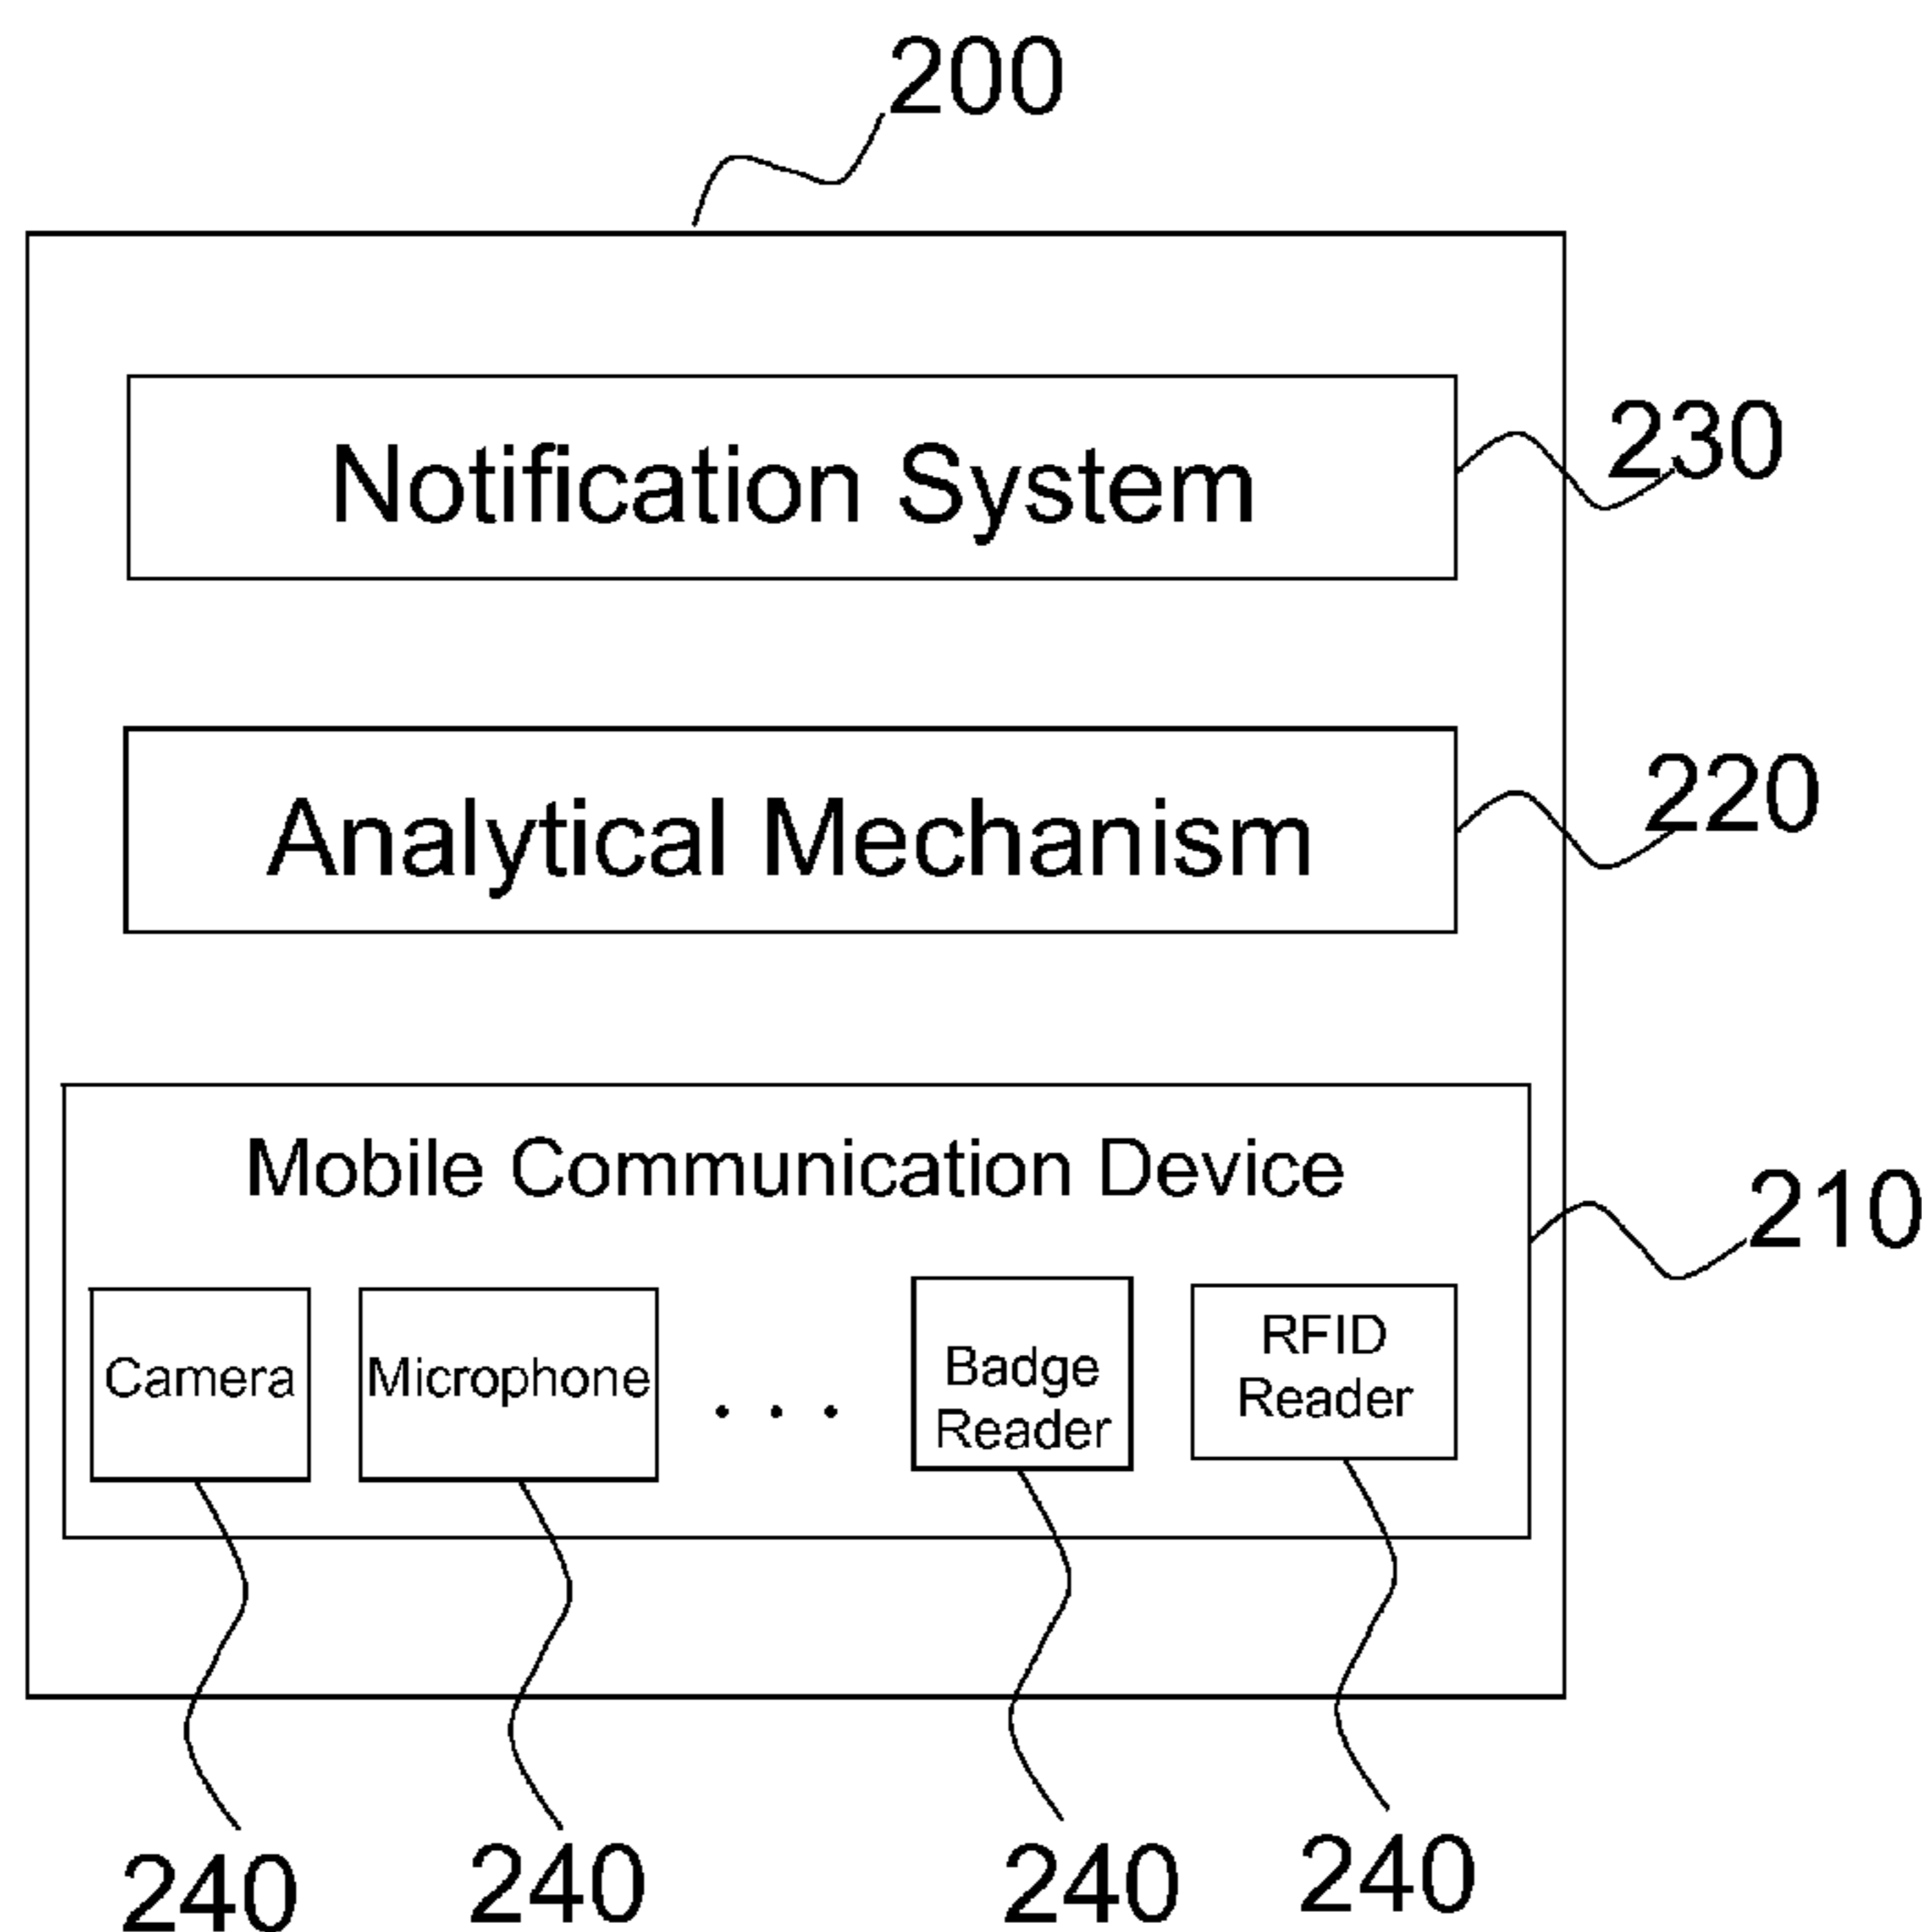 200
Notification System
230
Analytical Mechanism
220
Mobile Communication Device
210
Camera
Microphone
. . .
Badge
Reader
RFID
Reader
240
240
240
240